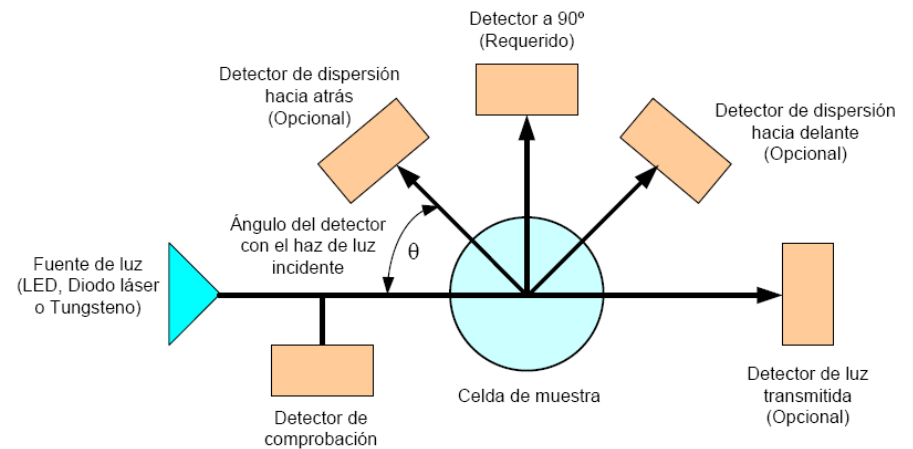 Detector a 90º
(Requerido)
Detector de dispersión
hacia atrás
(Opcional)
Detector de dispersión
hacia delante
(Opcional)
Ángulo del detector
con el haz de luz
incidente
θ
Fuente de luz
(LED, Diodo láser
o Tungsteno)
Celda de muestra
Detector de luz
transmitida
(Opcional)
Detector de
comprobación